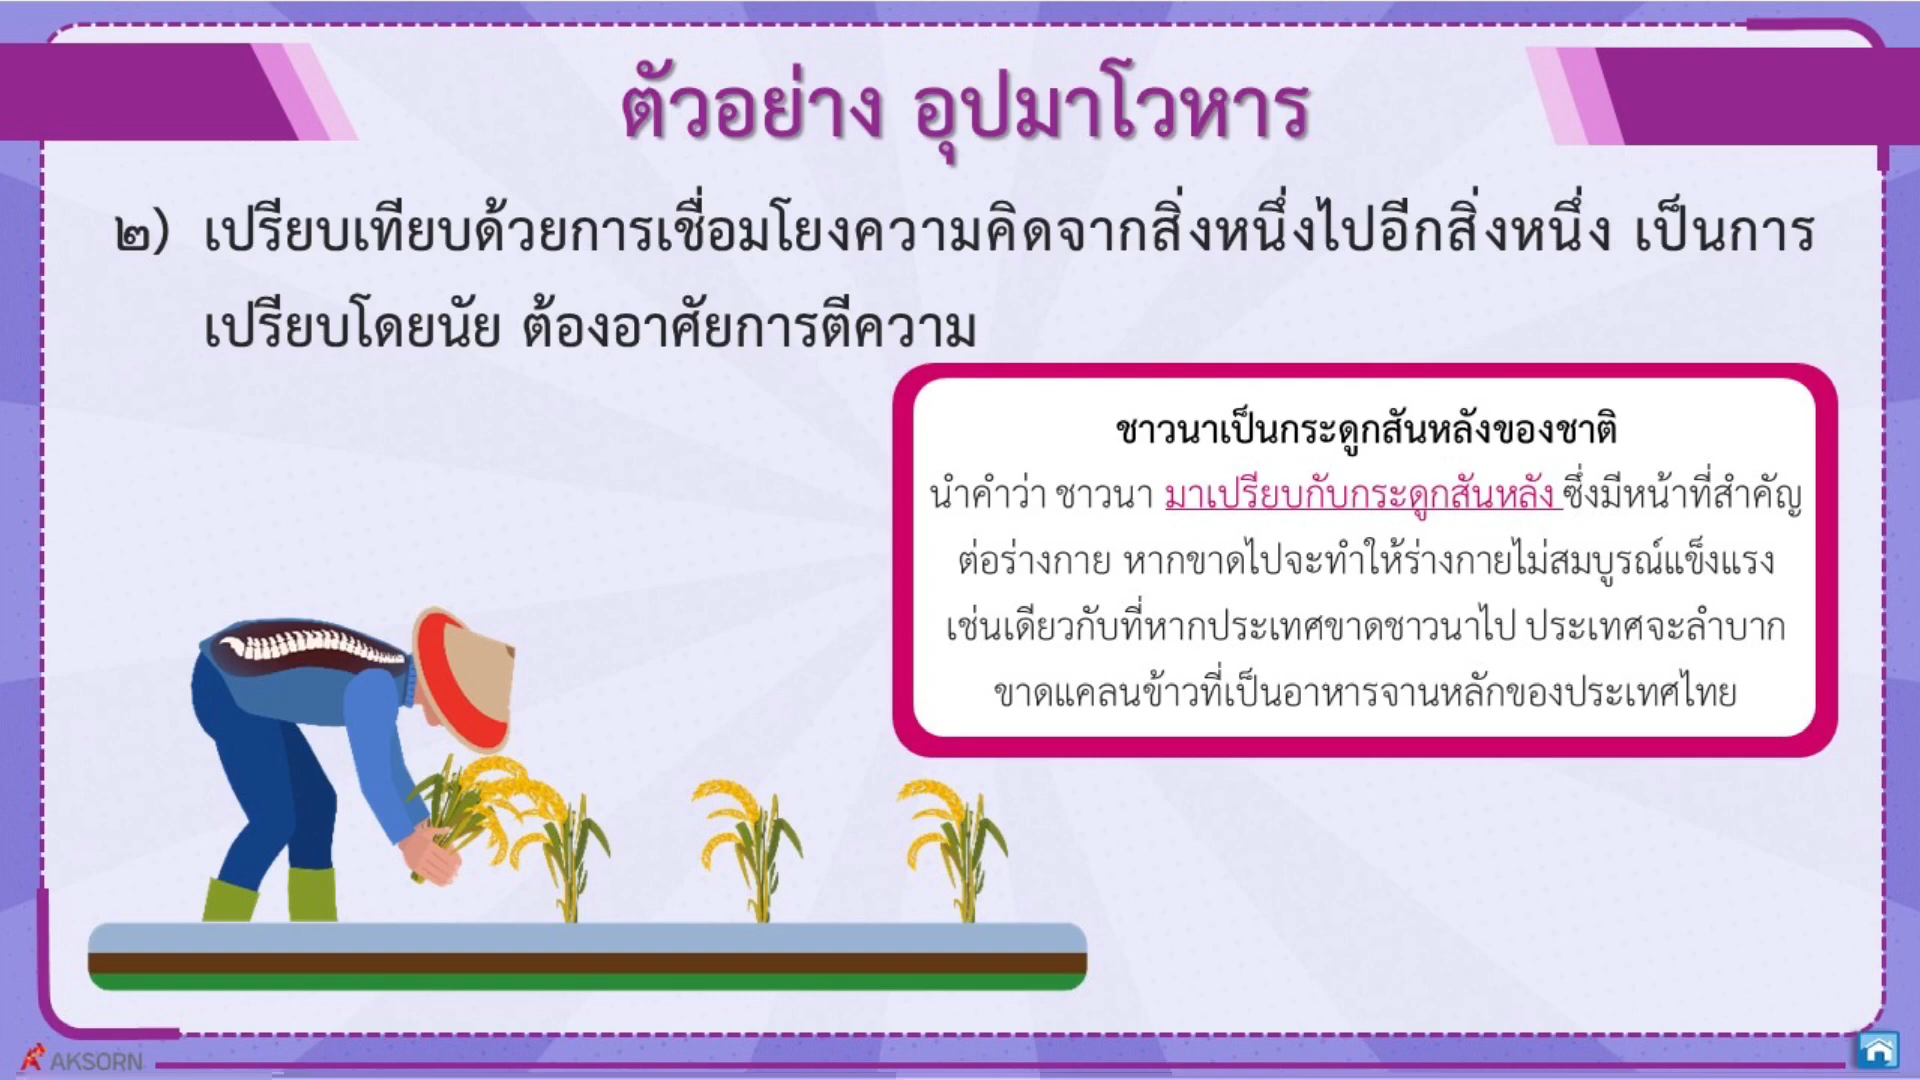 ตัวอย่าง อุปมาโวหาร
๒) เปรียบเทียบด้วยการเชื่อมโยงความคิดจากสิ่งหนึ่งไปอีกสิ่งหนึ่ง เป็นการ
เปรียบโดยนัย ต้องอาศัยการตีความ
ชาวนาเป็นกระดูกสันหลังของชาติ
นำคำว่า ชาวนา มาเปรียบกับกระดูกสันหลัง ซึ่งมีหน้าที่สำคัญ
ต่อร่างกาย หากขาดไปจะทำให้ร่างกายไม่สมบูรณ์แข็งแรง
เช่นเดียวกับที่หากประเทศขาดชาวนาไป ประเทศจะลำบาก
ขาดแคลนข้าวที่เป็นอาหารจานหลักของประเทศไทย
AKSORN